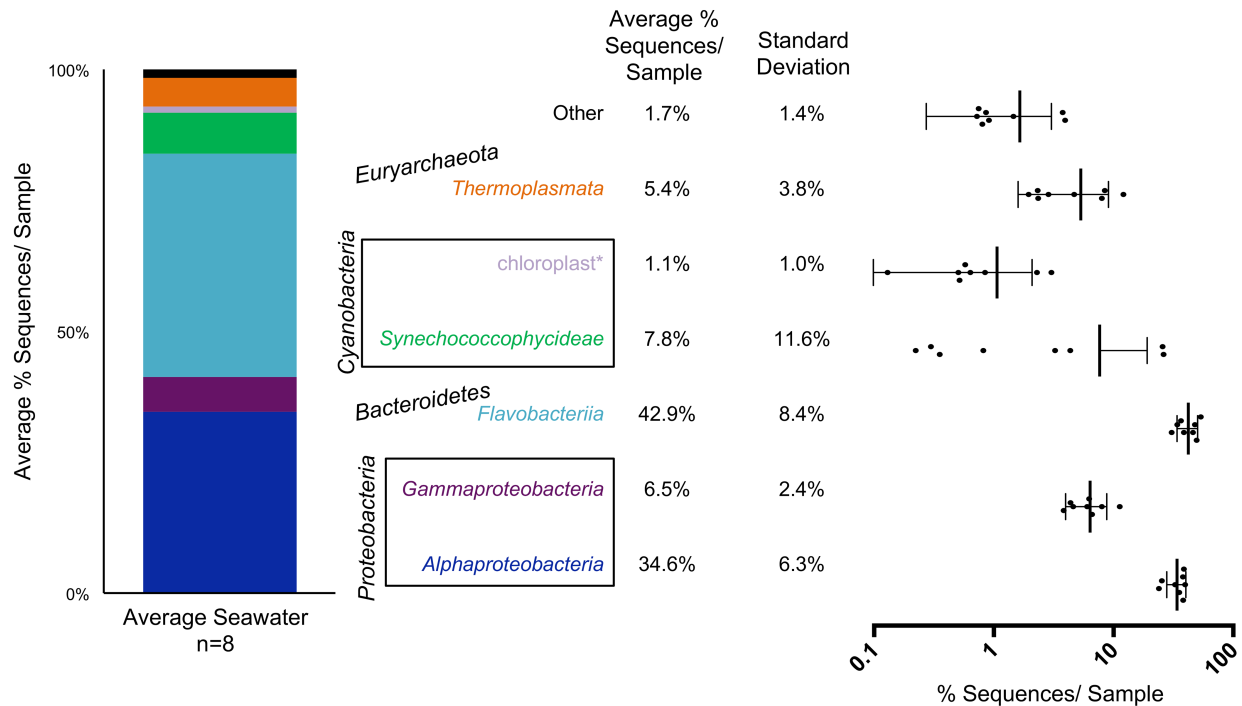 Average %
Sequences/
Sample
Standard
Deviation
100%
50%
0%
Average % Sequences/ Sample
Average Seawater
n=8
Other 1.7% 1.4%
Euryarchaeota
Thermoplasmata 5.4% 3.8%
Cyanobacteria
chloroplast* 1.1% 1.0%
Synechococcophycideae 7.8% 11.6%
Bacteroidetes
Flavobacteriia 42.9% 8.4%
Proteobacteria
Gammaproteobacteria 6.5% 2.4%
Alphaproteobacteria 34.6% 6.3%
0.1 1 10 100
% Sequences/ Sample